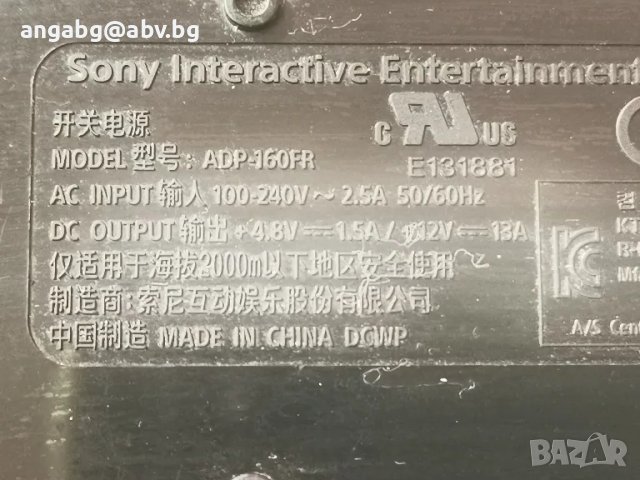 angabg@abv.bg
Sony Interactive Entertainment
开关电源
MODEL 型号: ADP-160FR
C RU US
E131881
AC INPUT 输入 100-240V ~ 2.5A 50/60Hz
DC OUTPUT 输出 +4.8V 1.5A / +12V 13A
仅适用于海拔2000m以下地区安全使用
制造商: 索尼互动娱乐股份有限公司
中国制造 MADE IN CHINA DCWP
A/S Cent
BAZAR